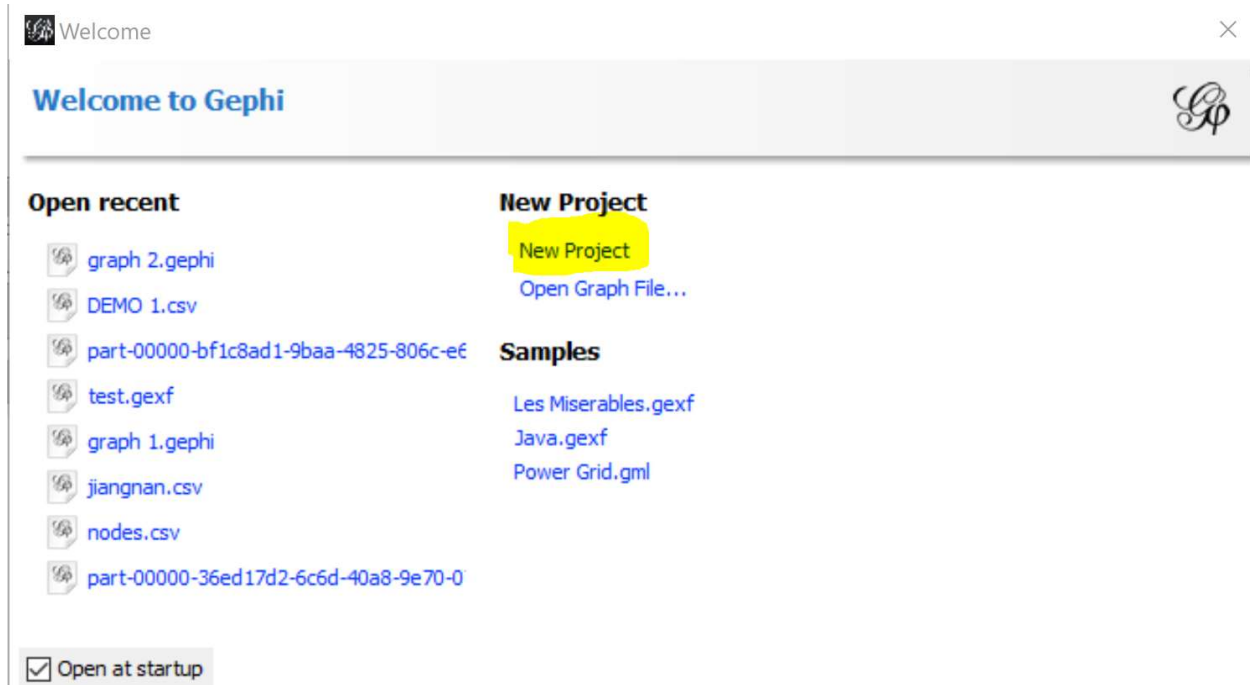 Welcome
Welcome to Gephi
Open recent
graph 2.gephi
DEMO 1.csv
part-00000-bf1c8ad1-9baa-4825-806c-e6
test.gexf
graph 1.gephi
jiangnan.csv
nodes.csv
part-00000-36ed17d2-6c6d-40a8-9e70-0
New Project
New Project
Open Graph File...
Samples
Les Miserables.gexf
Java.gexf
Power Grid.gml
Open at startup